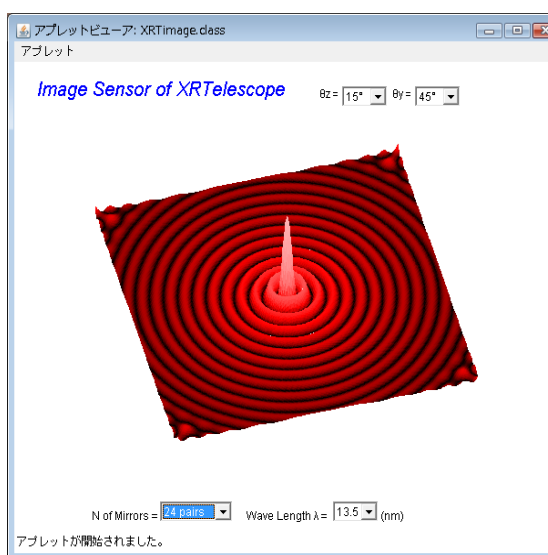 アプレットビューア: XRTimage.class
アプレット
Image Sensor of XRTelescope θz = 15° θy = 45°
N of Mirrors = 24 pairs Wave Length λ = 13.5 (nm)
アプレットが開始されました。